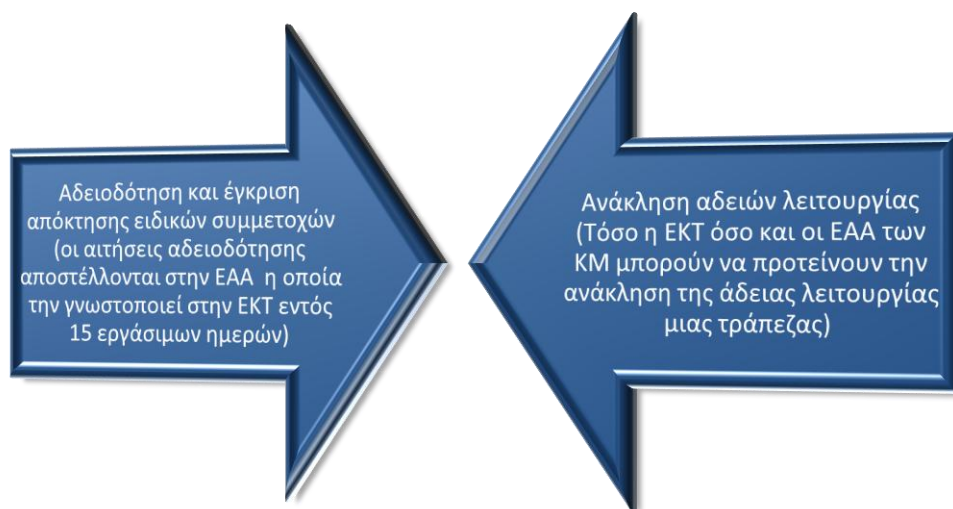 Αδειοδότηση και έγκριση
απόκτησης ειδικών συμμετοχών
(οι αιτήσεις αδειοδότησης
αποστέλλονται στην ΕΑΑ η οποία
την γνωστοποιεί στην ΕΚΤ εντός
15 εργάσιμων ημερών)
Ανάκληση αδειών λειτουργίας
(Τόσο η ΕΚΤ όσο και οι ΕΑΑ των
ΚΜ μπορούν να προτείνουν την
ανάκληση της άδειας λειτουργίας
μιας τράπεζας)